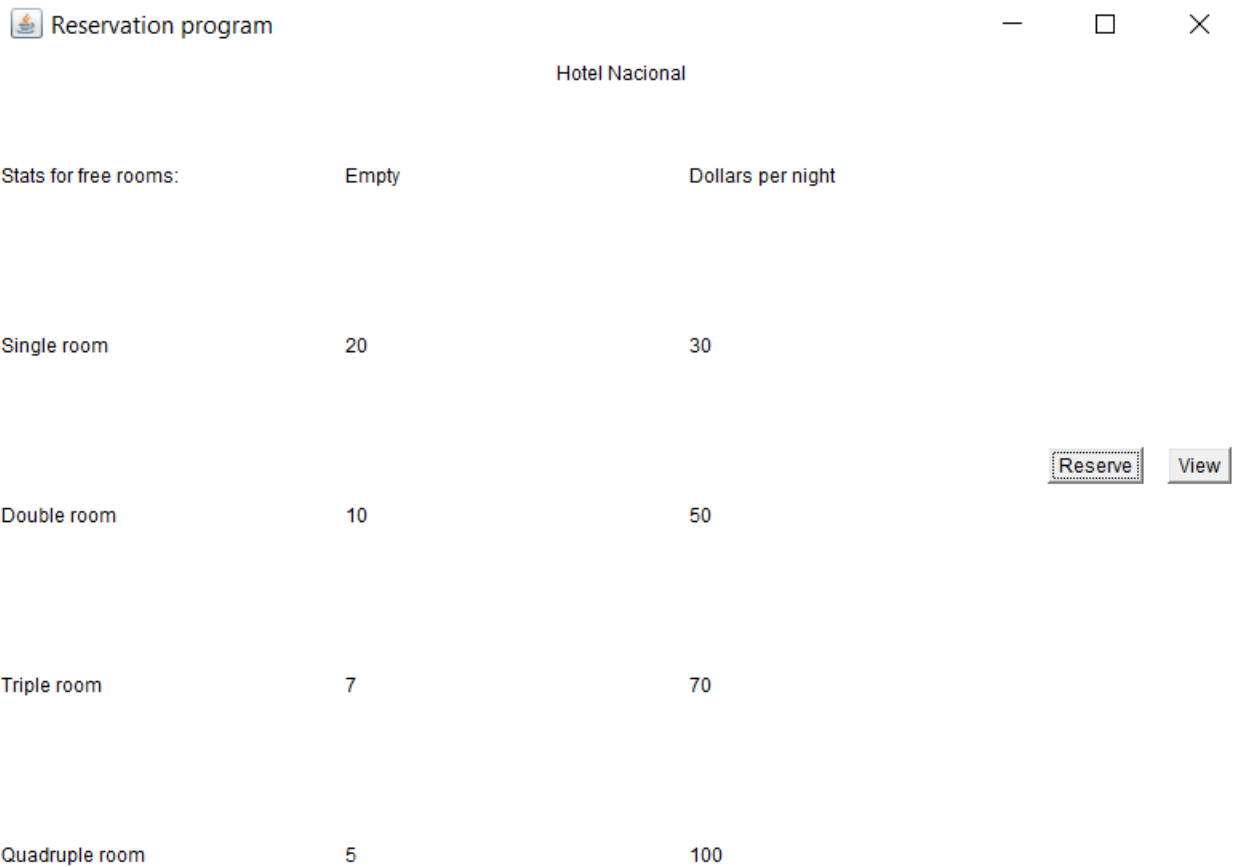 Reservation program
Hotel Nacional
Stats for free rooms: Empty Dollars per night
Single room 20 30
Reserve View
Double room 10 50
Triple room 7 70
Quadruple room 5 100